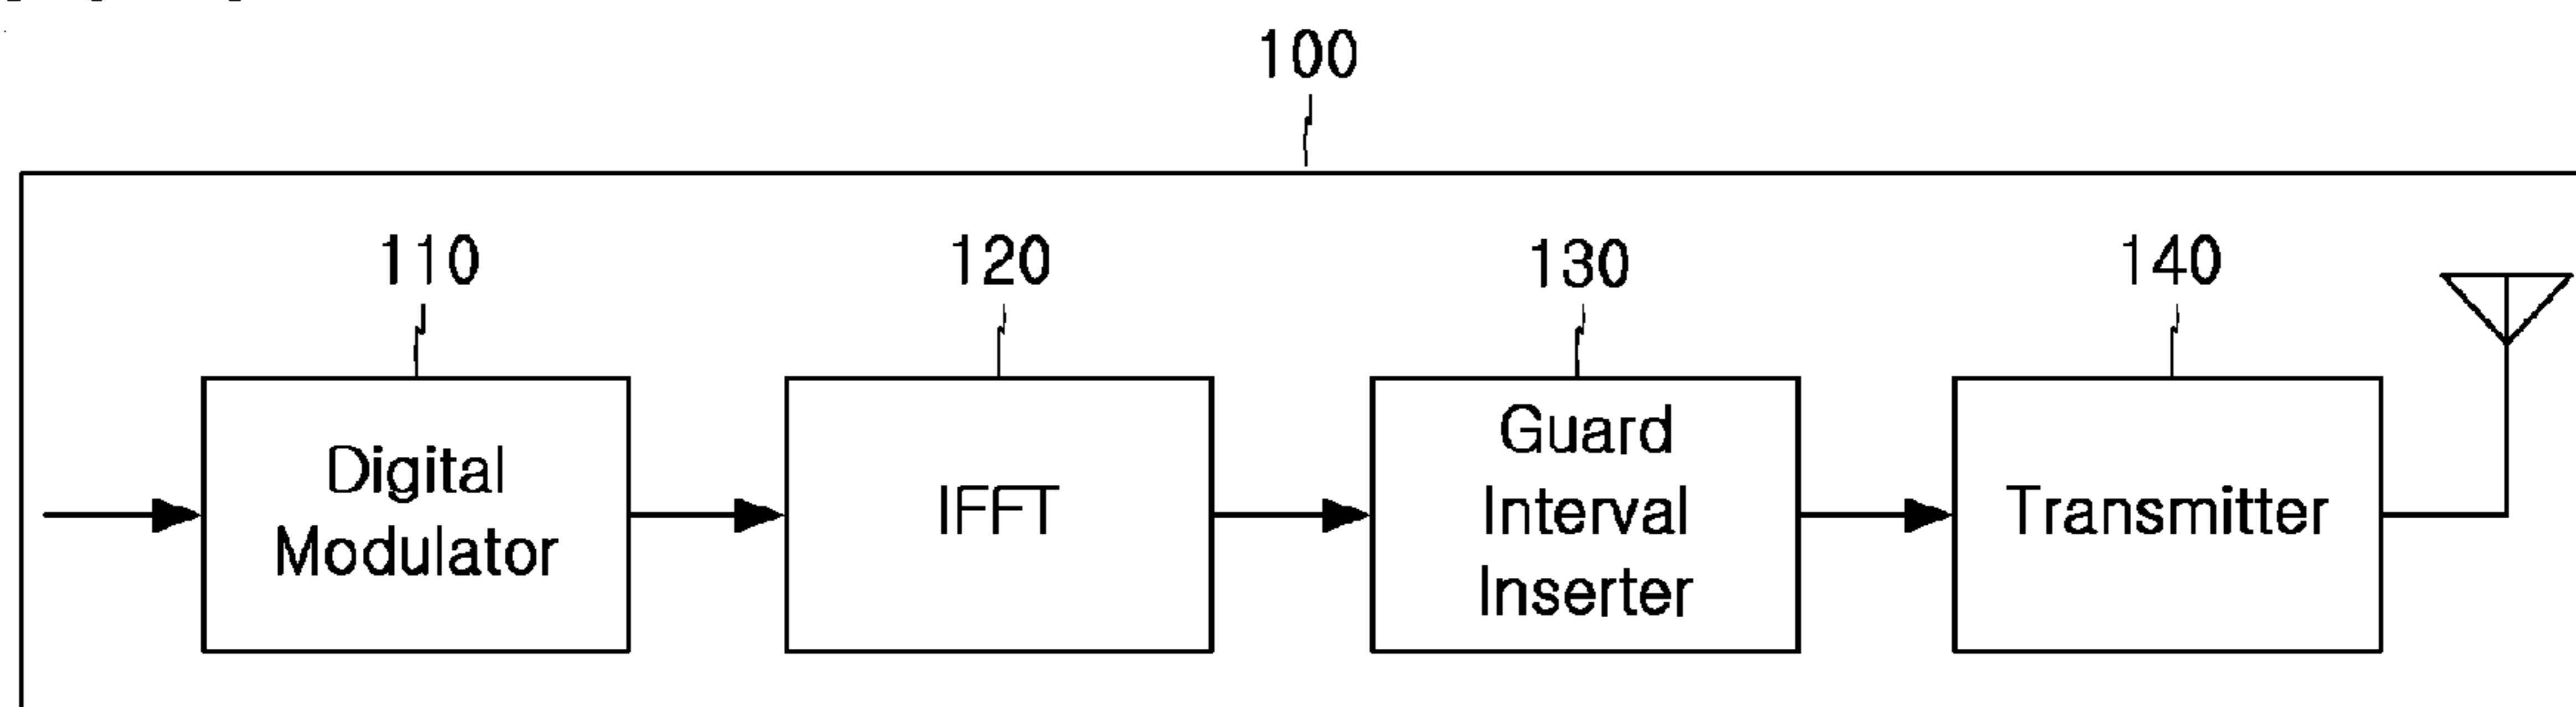 100
110
120
130
140
Digital
Modulator
IFFT
Guard
Interval
Inserter
Transmitter